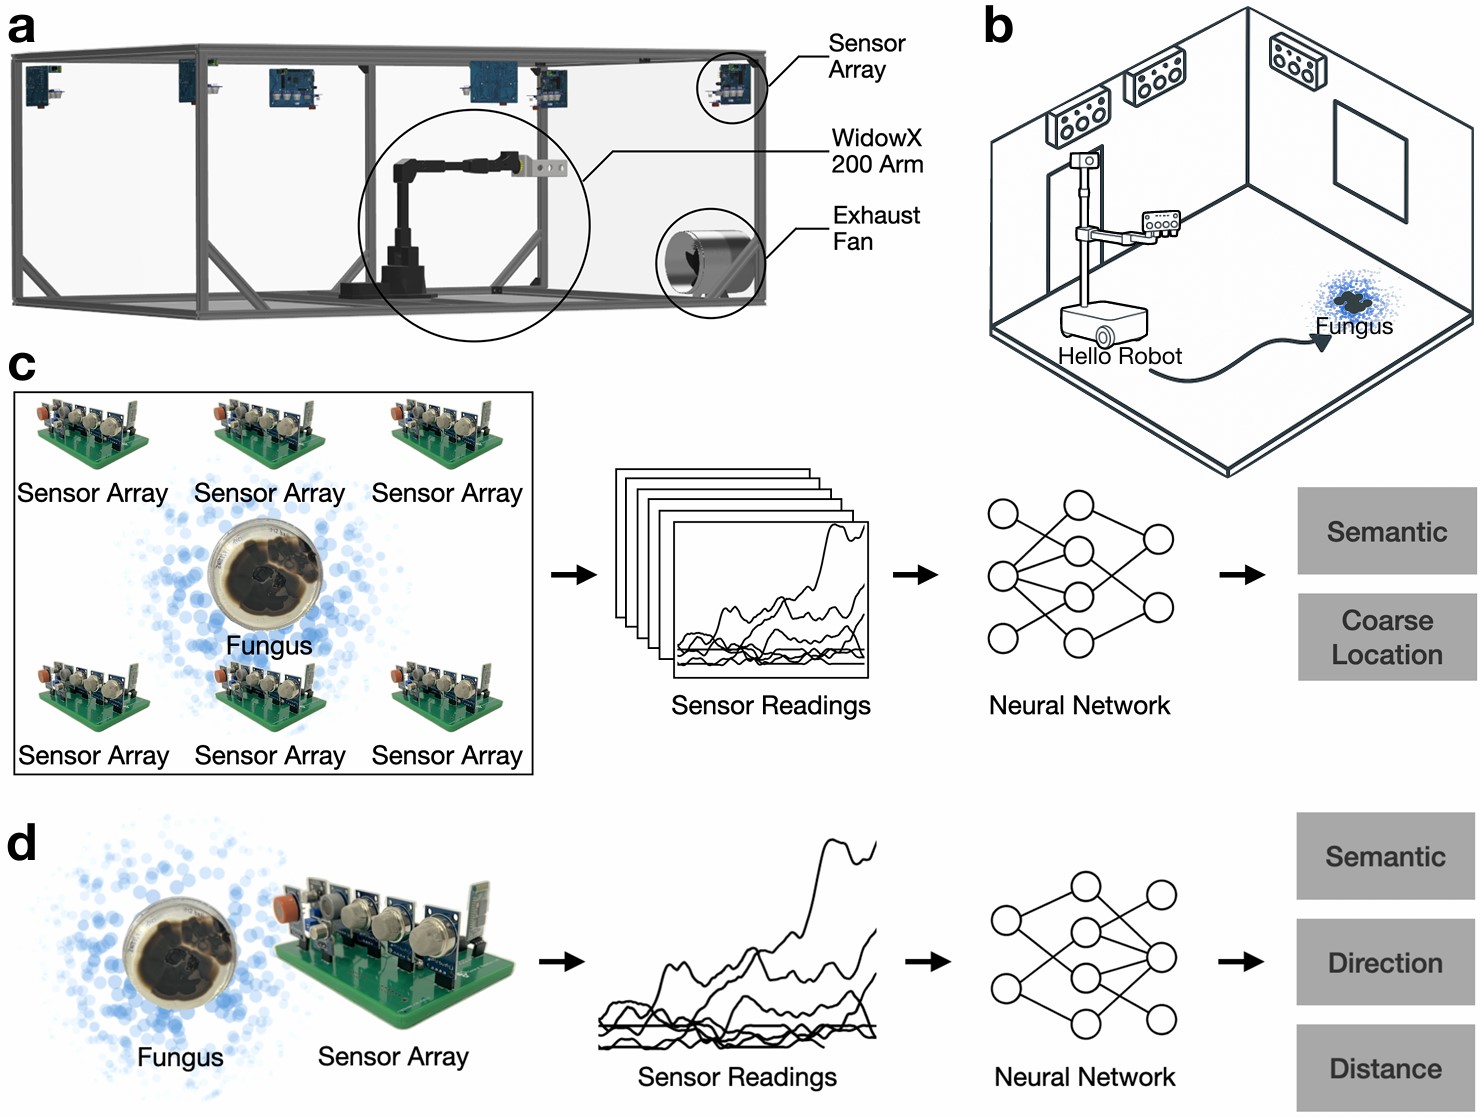 a
Sensor
Array
WidowX
200 Arm
Exhaust
Fan
b
Fungus
Hello Robot
c
Sensor Array
Sensor Array
Sensor Array
Fungus
Sensor Array
Sensor Array
Sensor Array
Sensor Readings
Neural Network
Semantic
Coarse
Location
d
Fungus
Sensor Array
Sensor Readings
Neural Network
Semantic
Direction
Distance